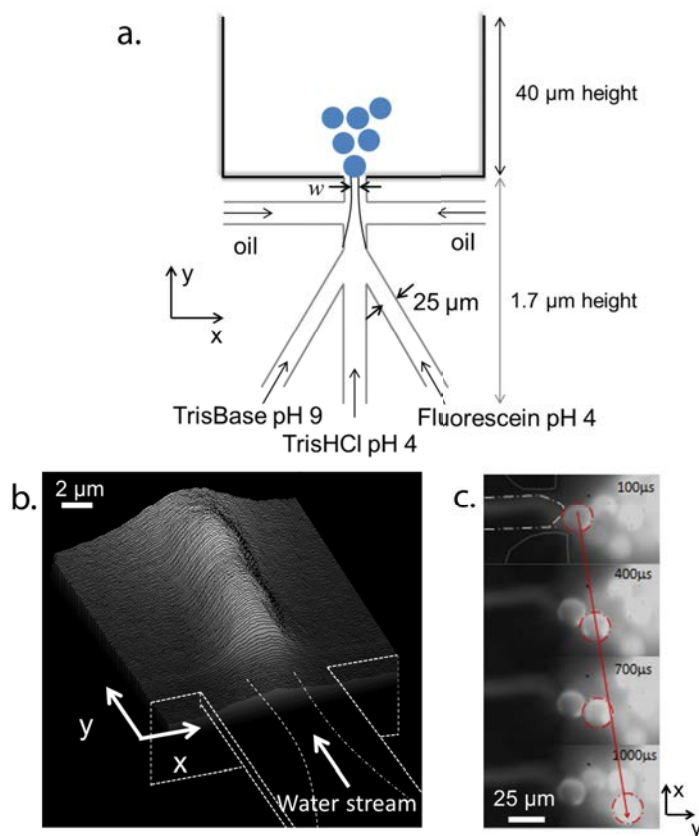 a.
40 μm height
w
oil
oil
y
x
25 μm
1.7 μm height
TrisBase pH 9
TrisHCl pH 4
Fluorescein pH 4
b.
2 μm
y
x
Water stream
c.
100μs
400μs
700μs
1000μs
25 μm
x
y